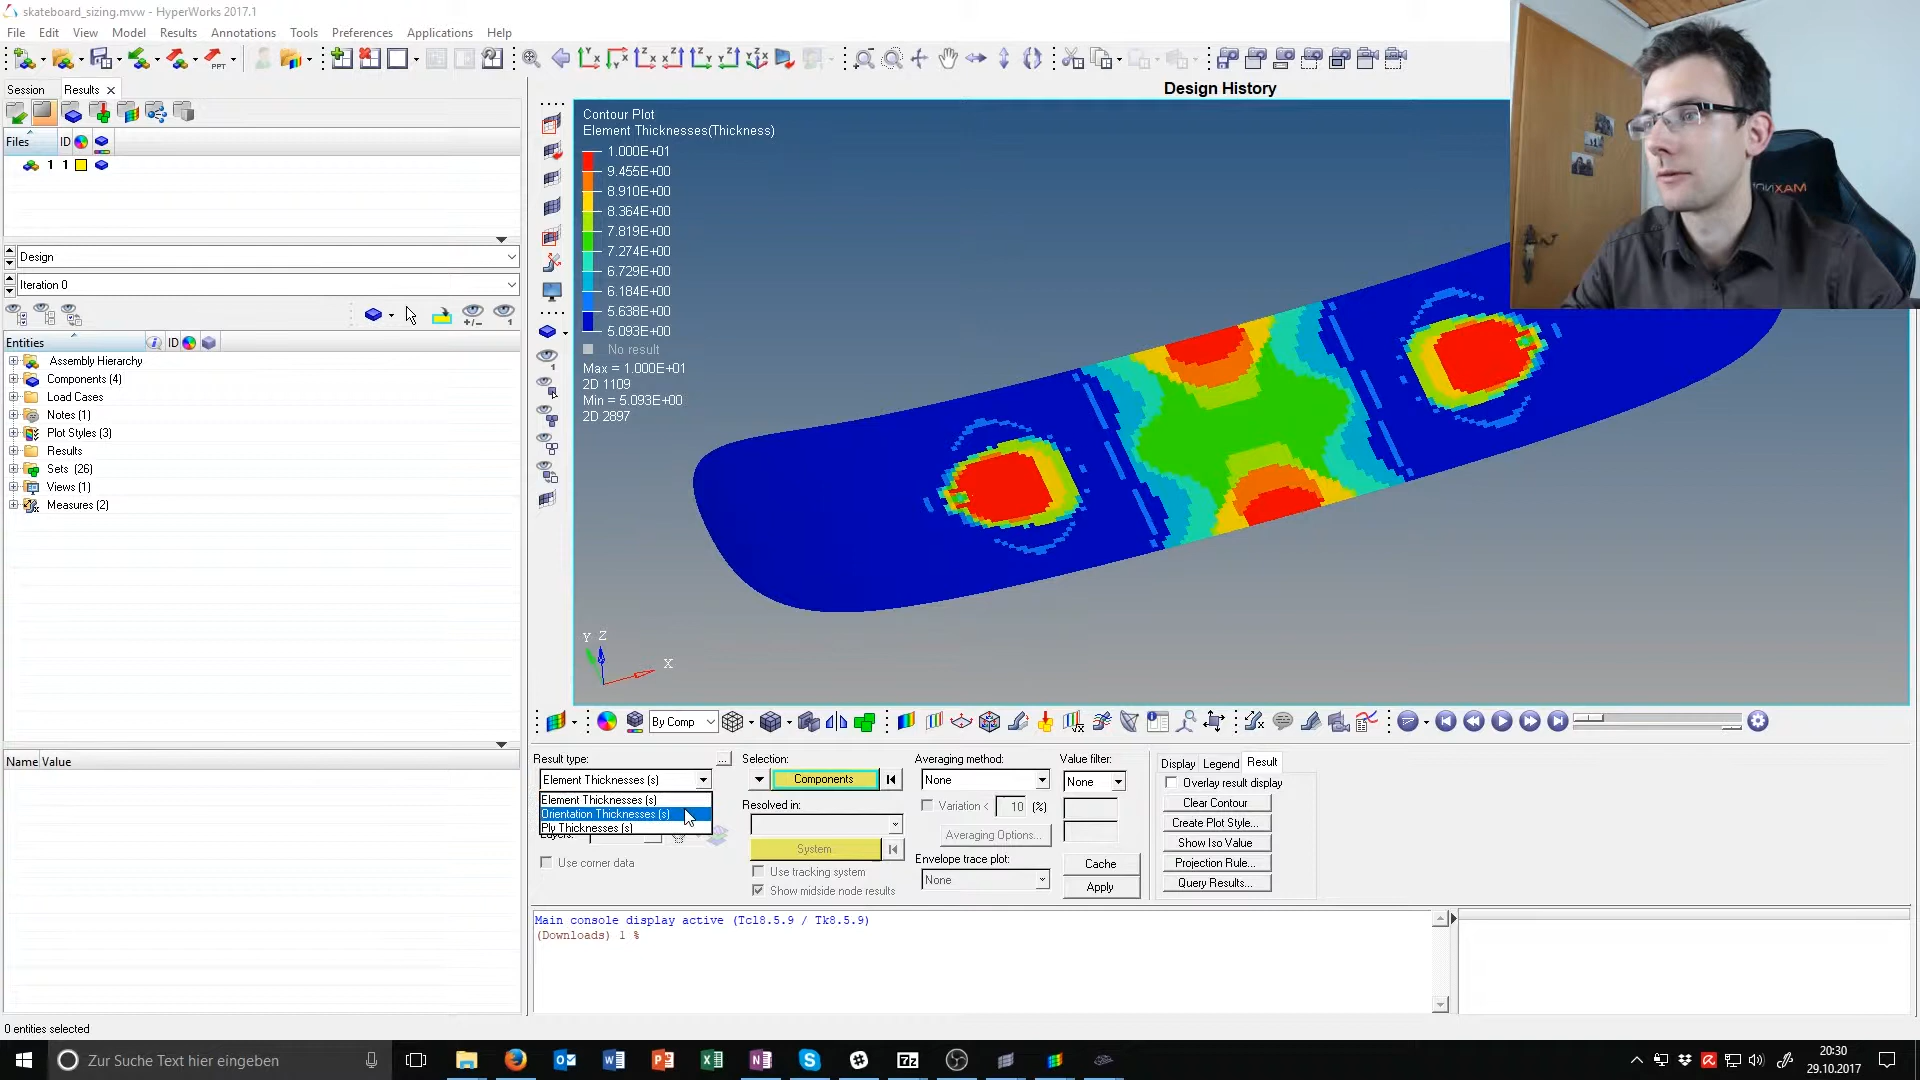 skateboard_sizing.mvw - HyperWorks 2017.1
File Edit View Model Results Annotations Tools Preferences Applications Help
PPT
Session Results
Design History
Files ID
1 1
Contour Plot
Element Thicknesses(Thickness)
1.000E+01
9.455E+00
8.910E+00
8.364E+00
7.819E+00
7.274E+00
6.729E+00
6.184E+00
5.638E+00
5.093E+00
No result
Max = 1.000E+01
2D 1109
Min = 5.093E+00
2D 2897
Design
Iteration 0
Entities ID
Assembly Hierarchy
Components (4)
Load Cases
Notes (1)
Plot Styles (3)
Results
Sets (26)
Views (1)
Measures (2)
Y Z
X
By Comp
Name Value
Result type:
...
Element Thicknesses (s)
Element Thicknesses (s)
Orientation Thicknesses (s)
Ply Thicknesses (s)
Layers:
Use corner data
Selection:
Components
Resolved in:
System
Use tracking system
Show midside node results
Averaging method:
None
Variation < 10 (%)
Averaging Options...
Envelope trace plot:
None
Value filter:
None
Cache
Apply
Display Legend Result
Overlay result display
Clear Contour
Create Plot Style...
Show Iso Value
Projection Rule...
Query Results...
Main console display active (Tcl8.5.9 / Tk8.5.9)
(Downloads) 1 %
0 entities selected
Zur Suche Text hier eingeben
20:30
29.10.2017